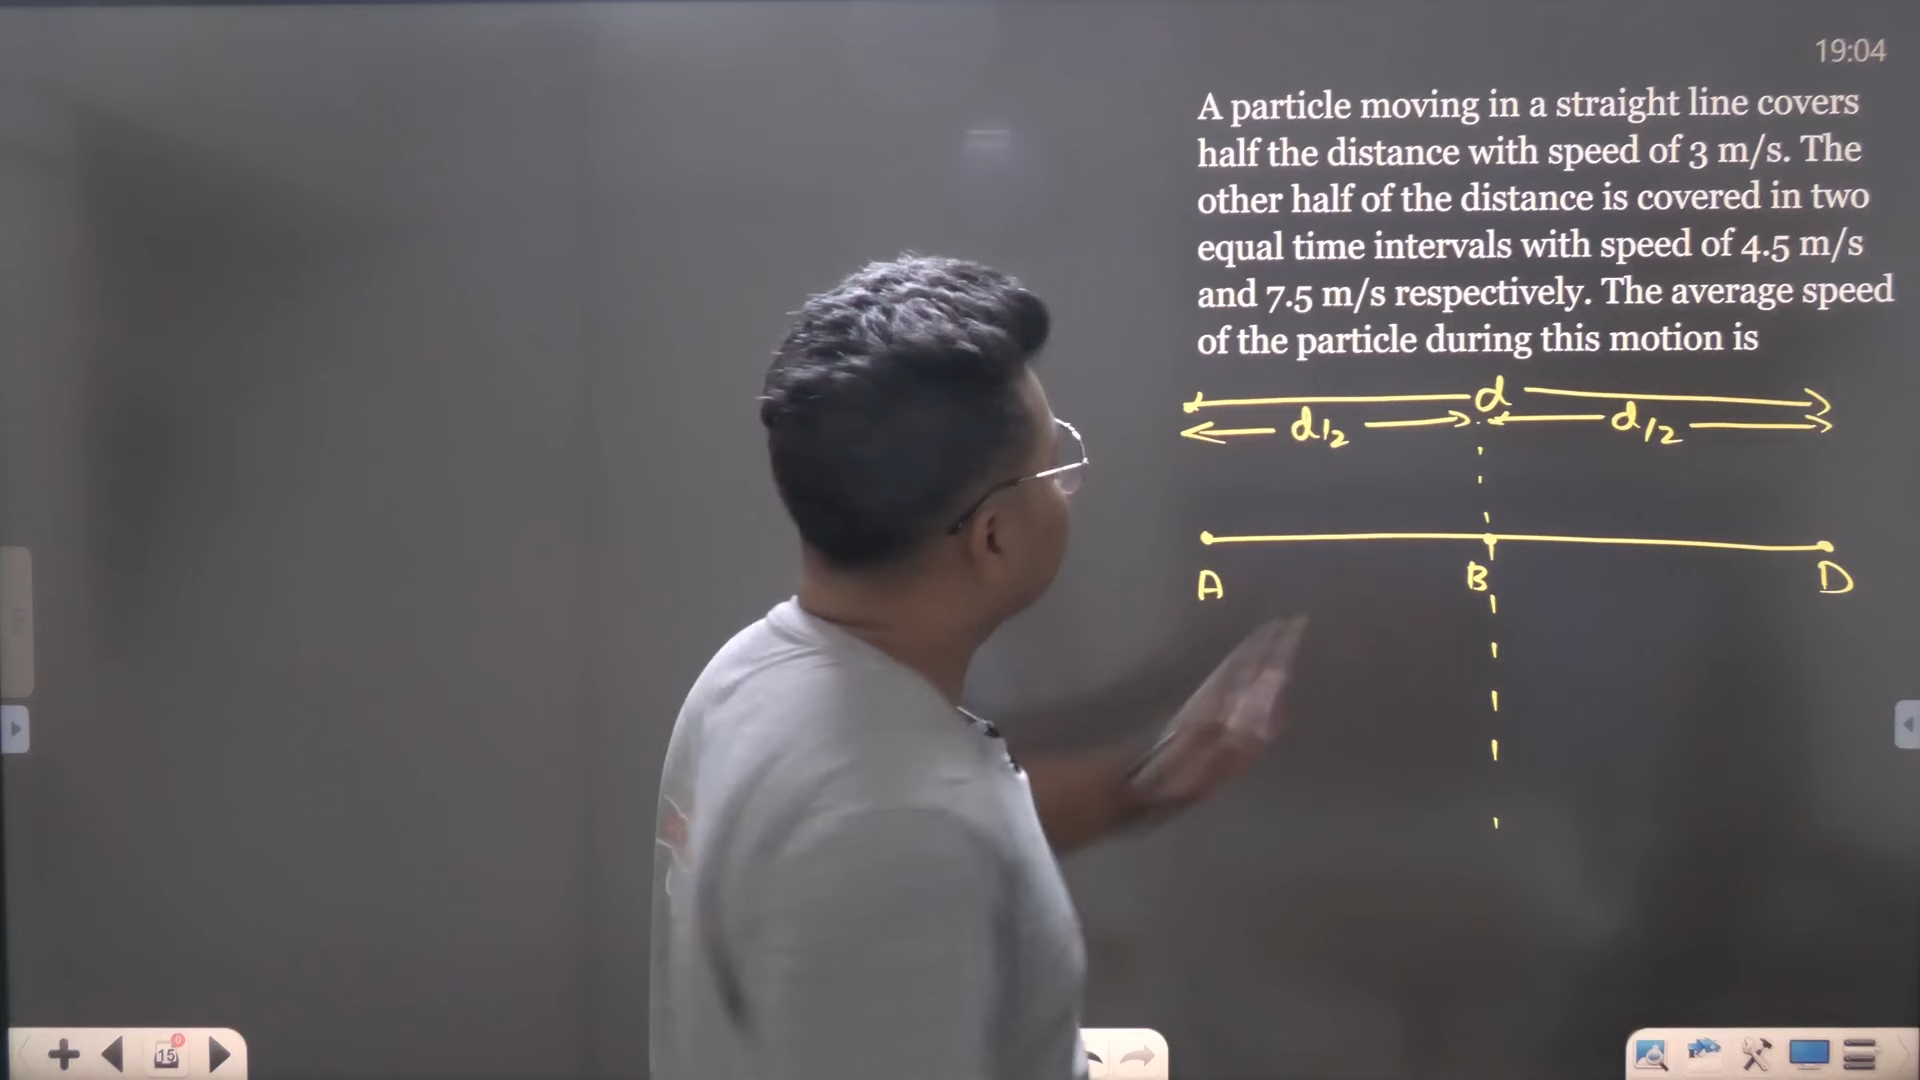 19:04
A particle moving in a straight line covers
half the distance with speed of 3 m/s. The
other half of the distance is covered in two
equal time intervals with speed of 4.5 m/s
and 7.5 m/s respectively. The average speed
of the particle during this motion is
d
d/2 d/2
A B D
15 0